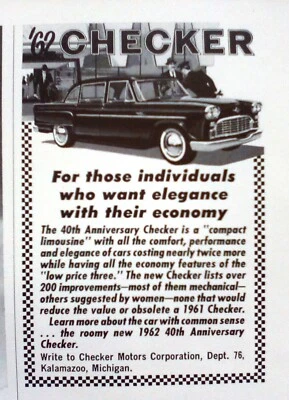 '62 CHECKER
For those individuals
who want elegance
with their economy
The 40th Anniversary Checker is a "compact
limousine" with all the comfort, performance
and elegance of cars costing nearly twice more
while having all the economy features of the
"low price three." The new Checker lists over
200 improvements—most of them mechanical—
others suggested by women—none that would
reduce the value or obsolete a 1961 Checker.
Learn more about the car with common sense
... the roomy new 1962 40th Anniversary
Checker.
Write to Checker Motors Corporation, Dept. 76,
Kalamazoo, Michigan.